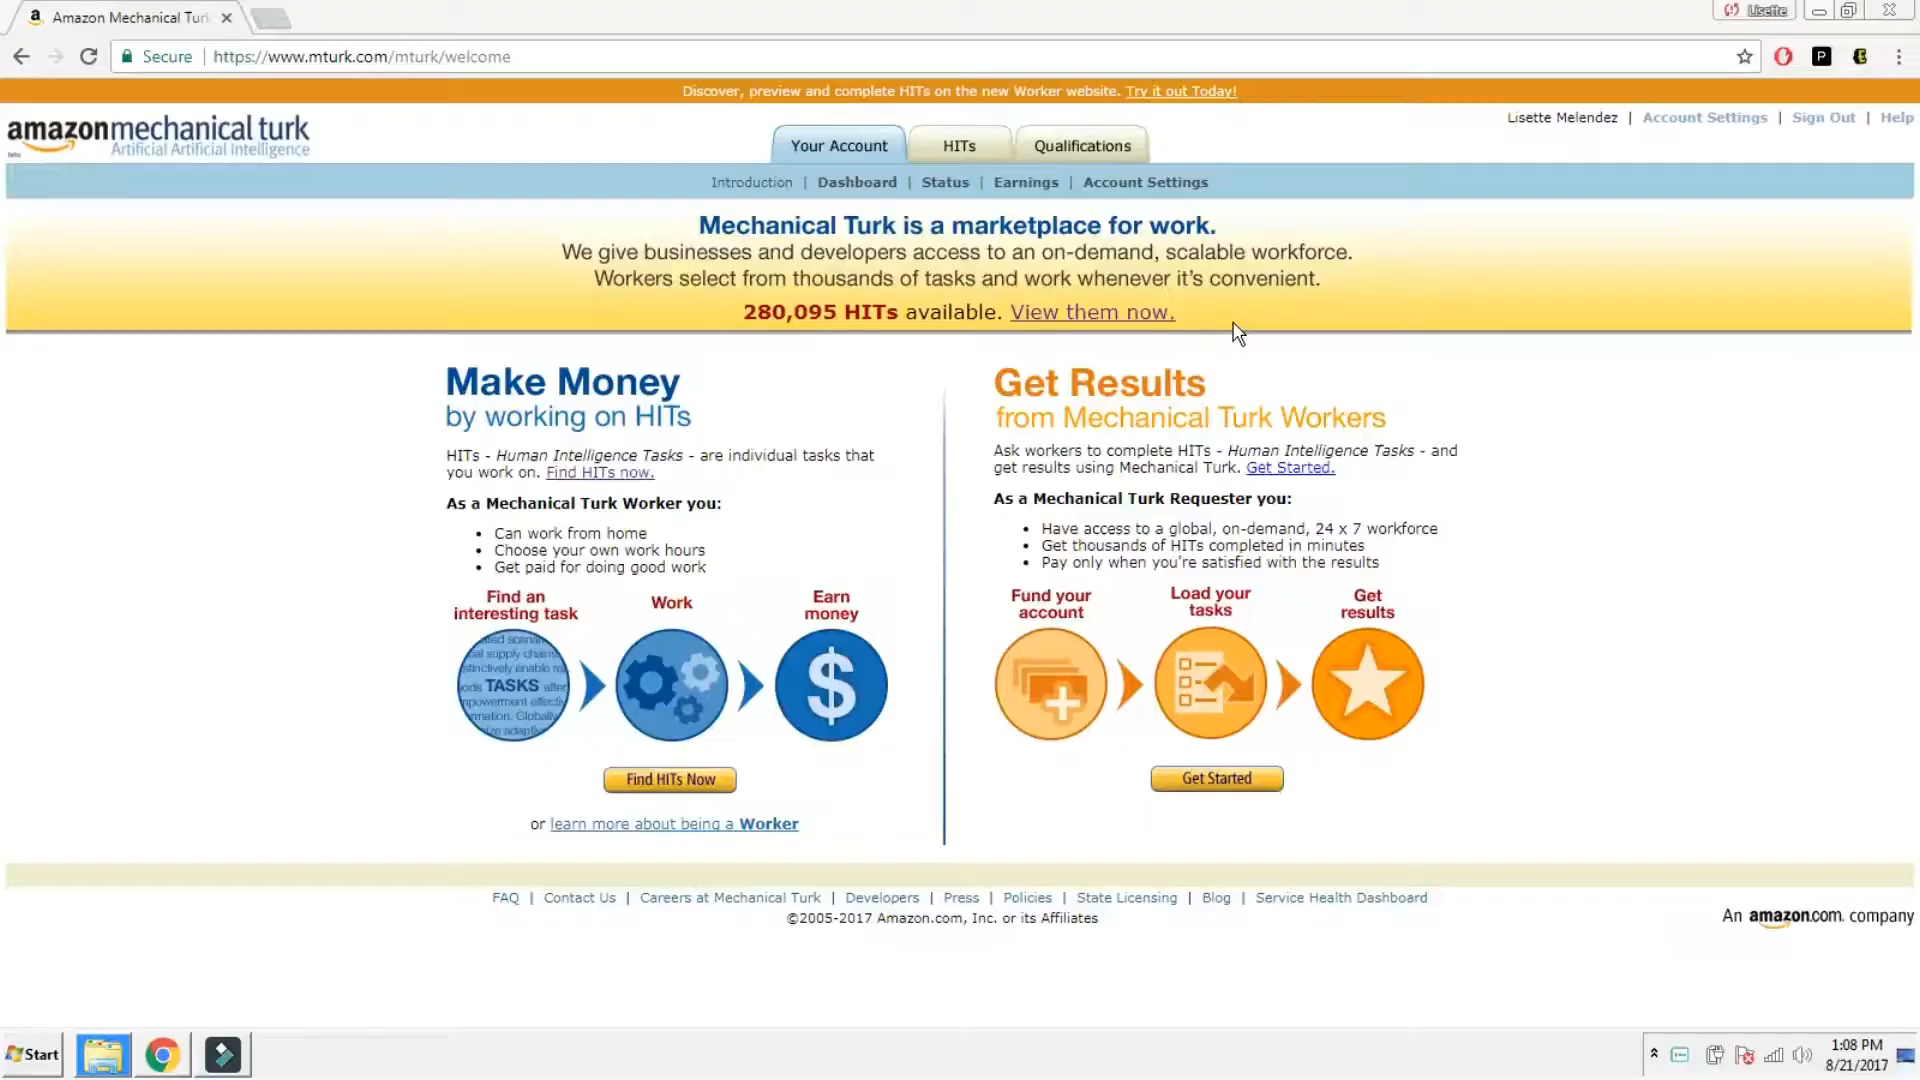 Amazon Mechanical Turk
Lisette
Secure | https://www.mturk.com/mturk/welcome
Discover, preview and complete HITs on the new Worker website. Try it out Today!
amazonmechanical turk
beta
Artificial Artificial Intelligence
Lisette Melendez | Account Settings | Sign Out | Help
Your Account
HITs
Qualifications
Introduction | Dashboard | Status | Earnings | Account Settings
Mechanical Turk is a marketplace for work.
We give businesses and developers access to an on-demand, scalable workforce.
Workers select from thousands of tasks and work whenever it's convenient.
280,095 HITs available. View them now.
Make Money
by working on HITs
HITs - Human Intelligence Tasks - are individual tasks that
you work on. Find HITs now.
As a Mechanical Turk Worker you:
• Can work from home
• Choose your own work hours
• Get paid for doing good work
Find an
interesting task
Work
Earn
money
TASKS
$
Find HITs Now
or learn more about being a Worker
Get Results
from Mechanical Turk Workers
Ask workers to complete HITs - Human Intelligence Tasks - and
get results using Mechanical Turk. Get Started.
As a Mechanical Turk Requester you:
• Have access to a global, on-demand, 24 x 7 workforce
• Get thousands of HITs completed in minutes
• Pay only when you're satisfied with the results
Fund your
account
Load your
tasks
Get
results
Get Started
FAQ | Contact Us | Careers at Mechanical Turk | Developers | Press | Policies | State Licensing | Blog | Service Health Dashboard
©2005-2017 Amazon.com, Inc. or its Affiliates
An amazon.com. company
Start
1:08 PM
8/21/2017